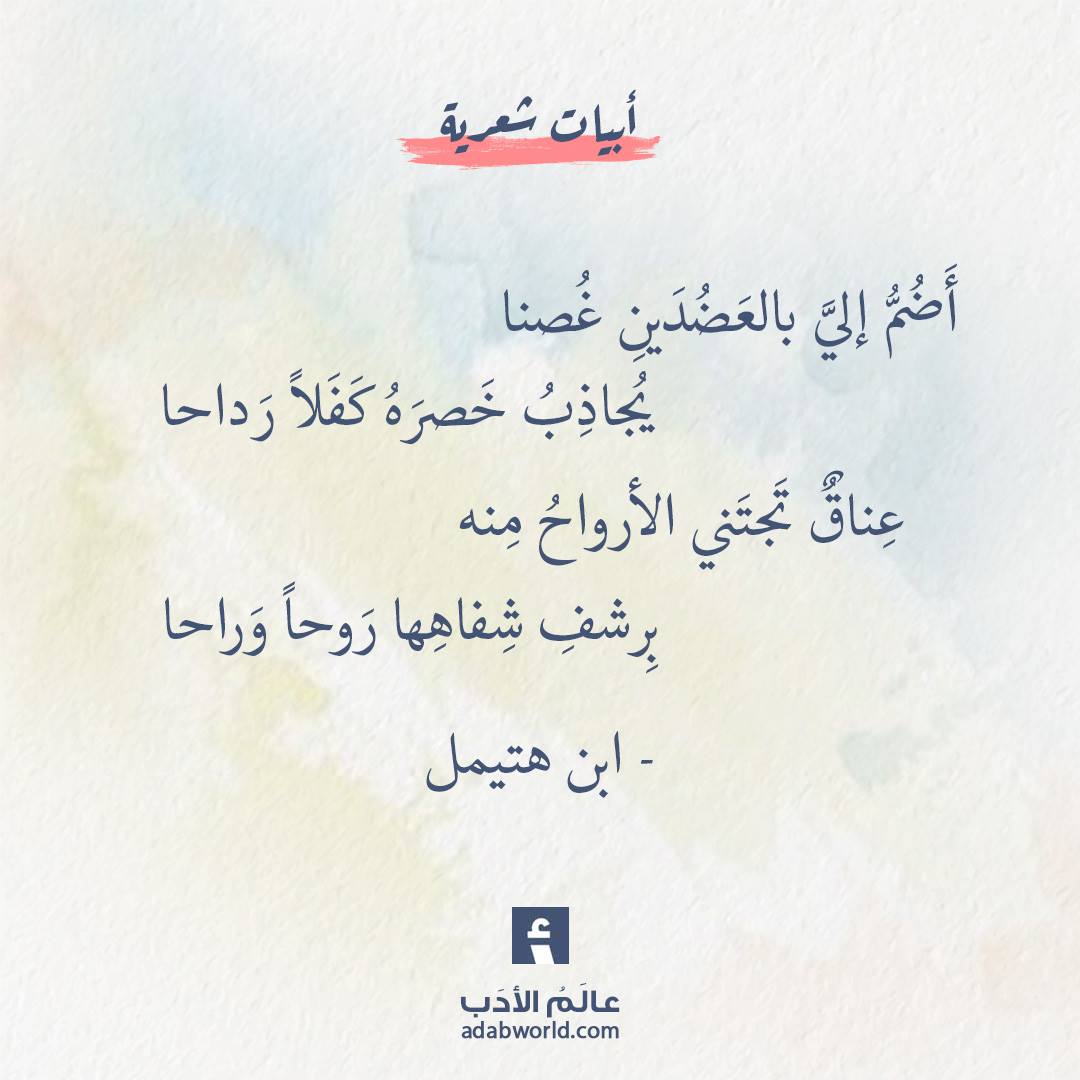 أبيات شعرية
أَضُمُّ إليَّ بالعَضُدَينِ غُصنا
يُجاذِبُ خَصرَهُ كَفَلاً رَداحا
عِناقٌ تَجتَني الأرواحُ مِنه
بِرِشفِ شِفاهِها رَوحاً وَراحا
- ابن هتيمل
أ
عالَمُ الأدَب
adabworld.com